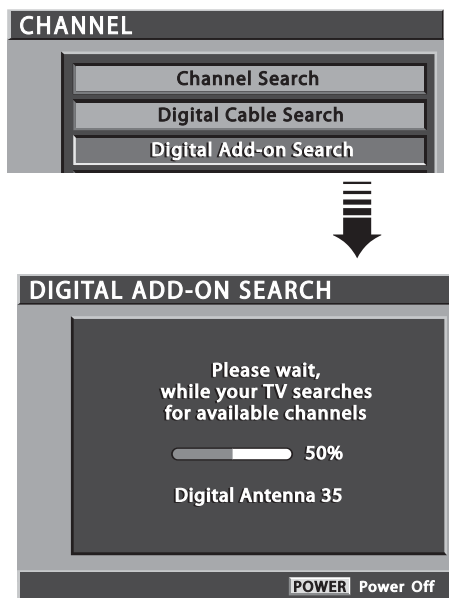 CHANNEL
Channel Search
Digital Cable Search
Digital Add-on Search
DIGITAL ADD-ON SEARCH
Please wait,
while your TV searches
for available channels
50%
Digital Antenna 35
POWER Power Off